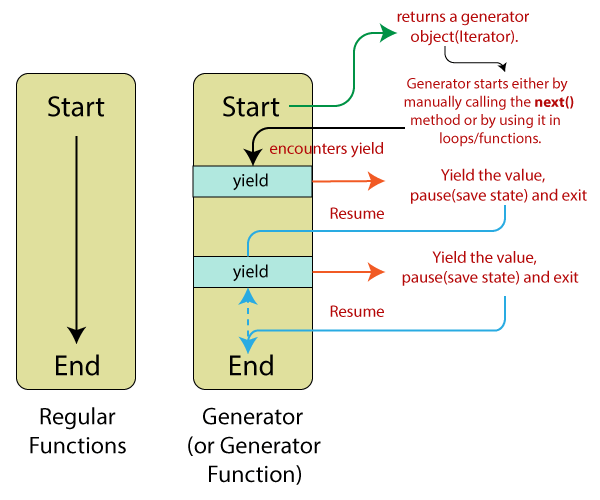 returns a generator
object(Iterator).
Start
Start
Generator starts either by
manually calling the next()
method or by using it in
loops/functions.
encounters yield
yield
Yield the value,
pause(save state) and exit
Resume
yield
Yield the value,
pause(save state) and exit
Resume
End
End
Regular
Functions
Generator
(or Generator
Function)